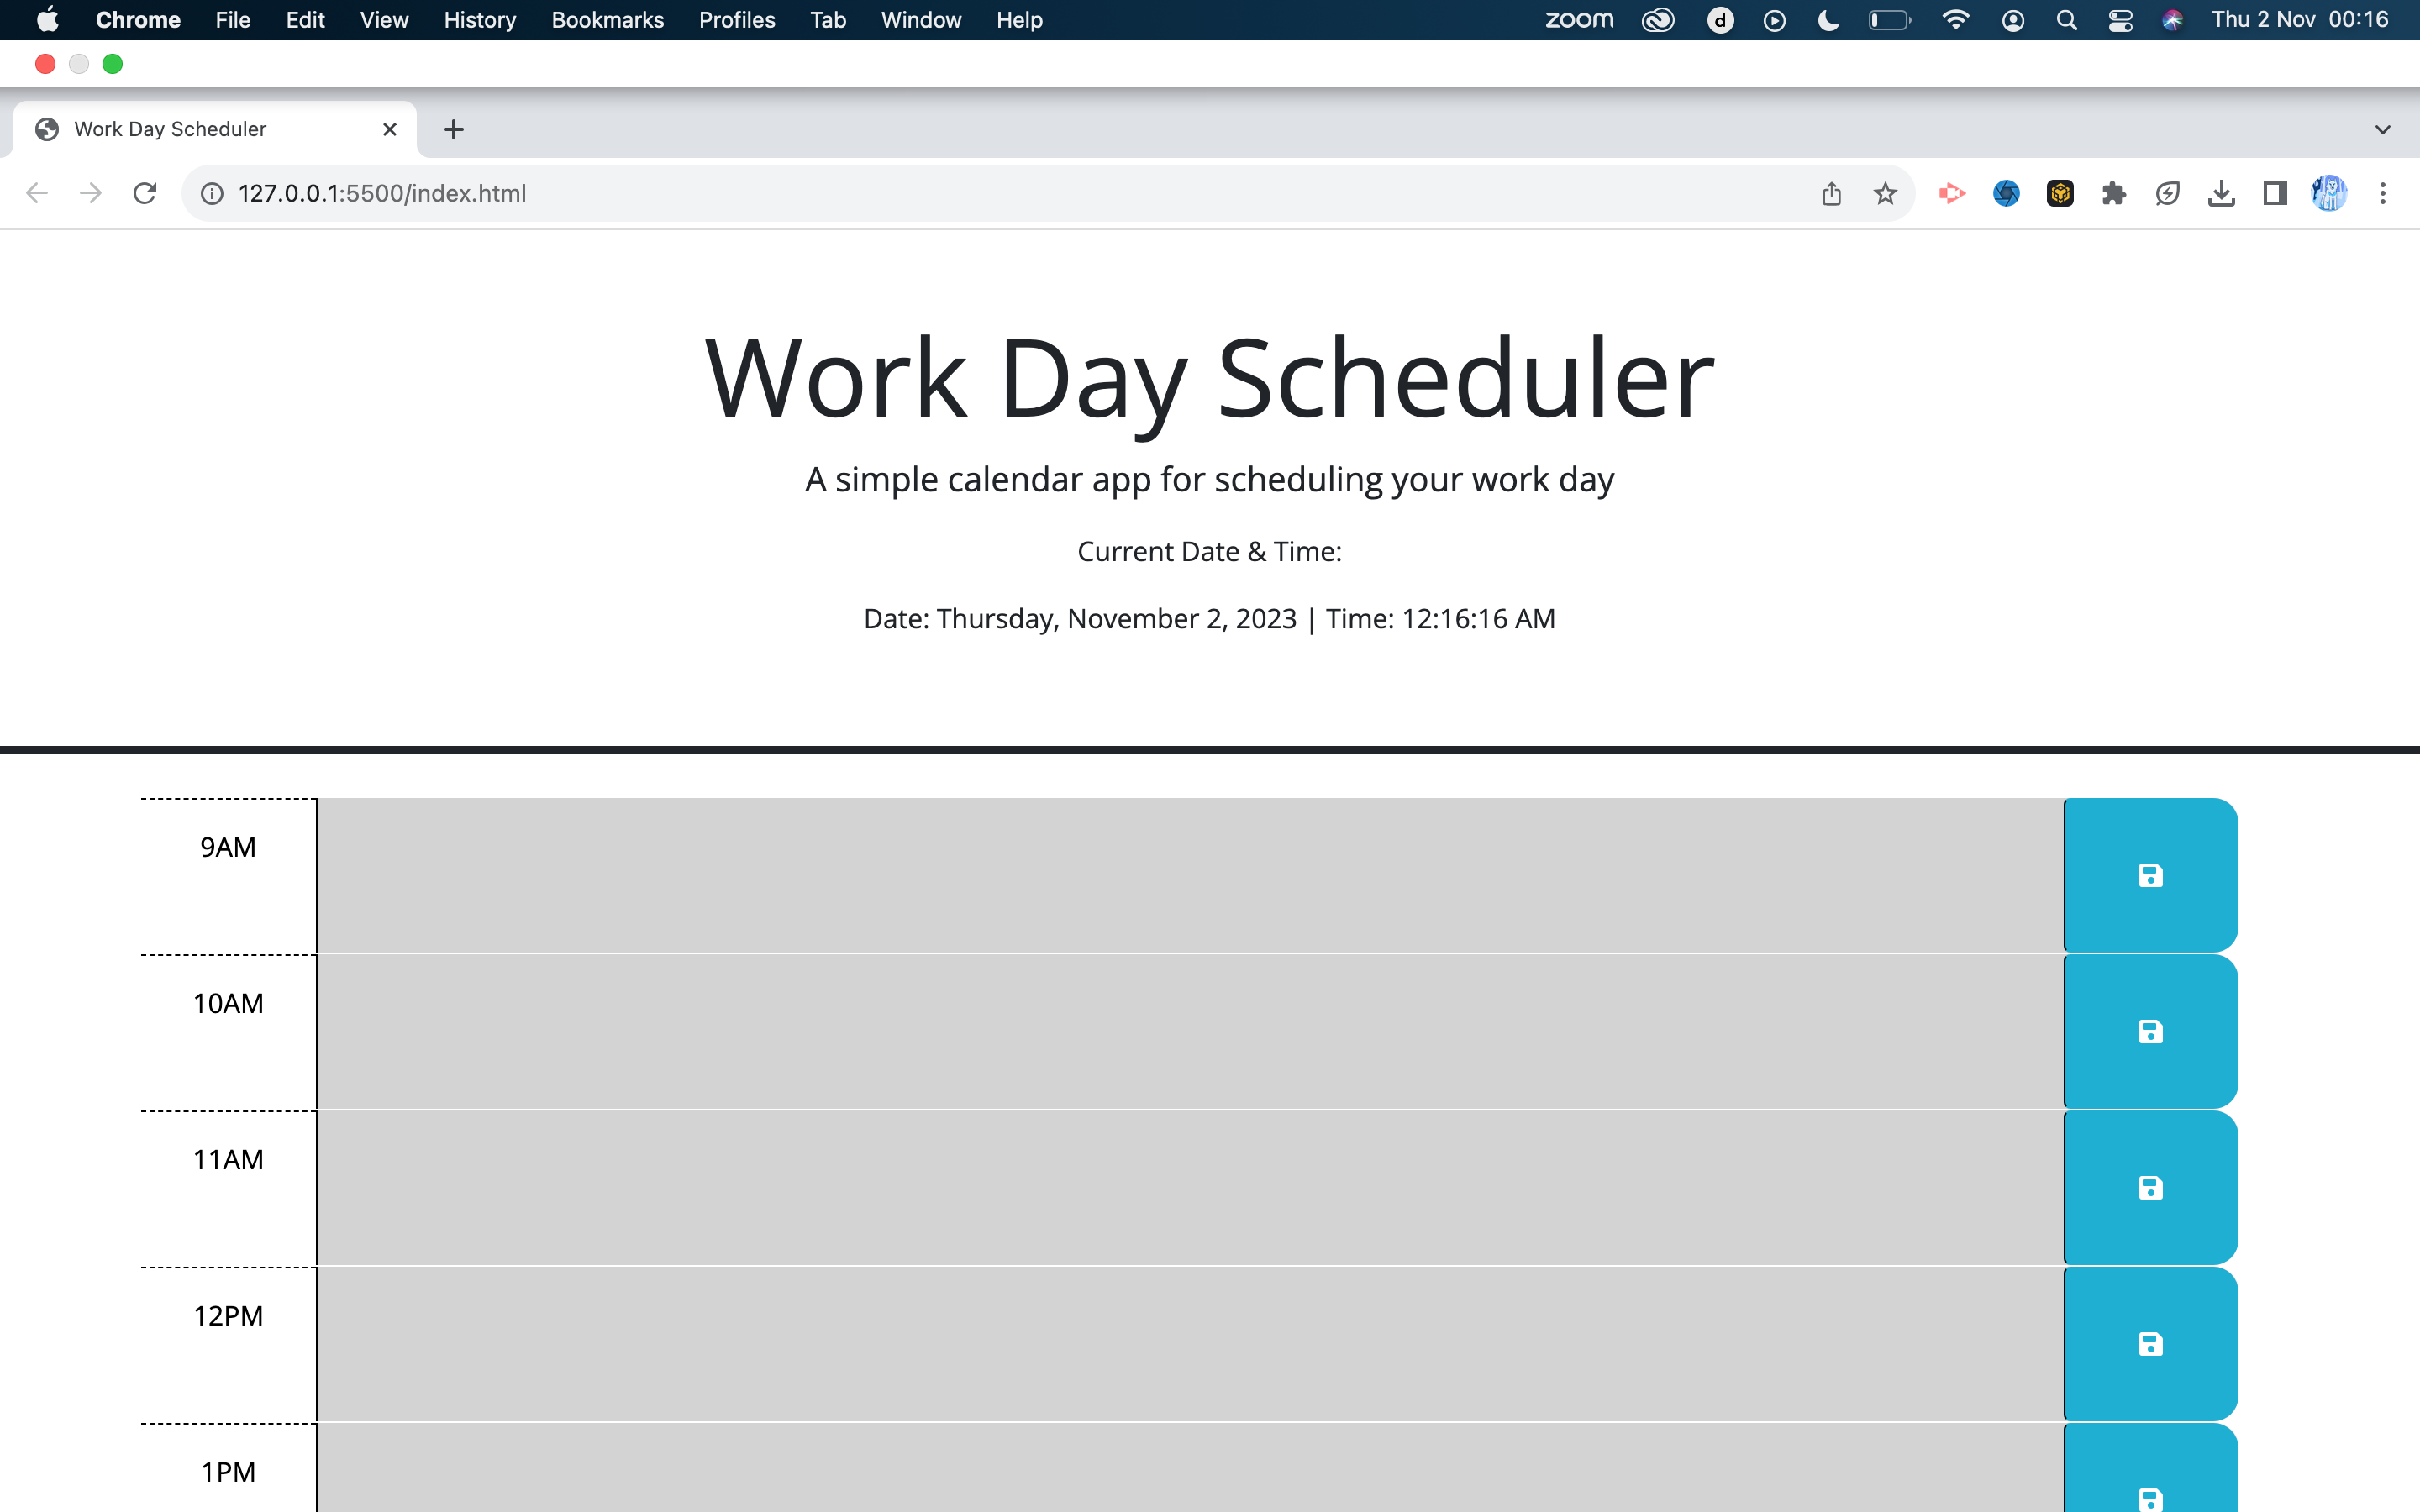 Chrome File Edit View History Bookmarks Profiles Tab Window Help zoom d Thu 2 Nov 00:16
Work Day Scheduler
127.0.0.1:5500/index.html
Work Day Scheduler
A simple calendar app for scheduling your work day
Current Date & Time:
Date: Thursday, November 2, 2023 | Time: 12:16:16 AM
9AM
10AM
11AM
12PM
1PM